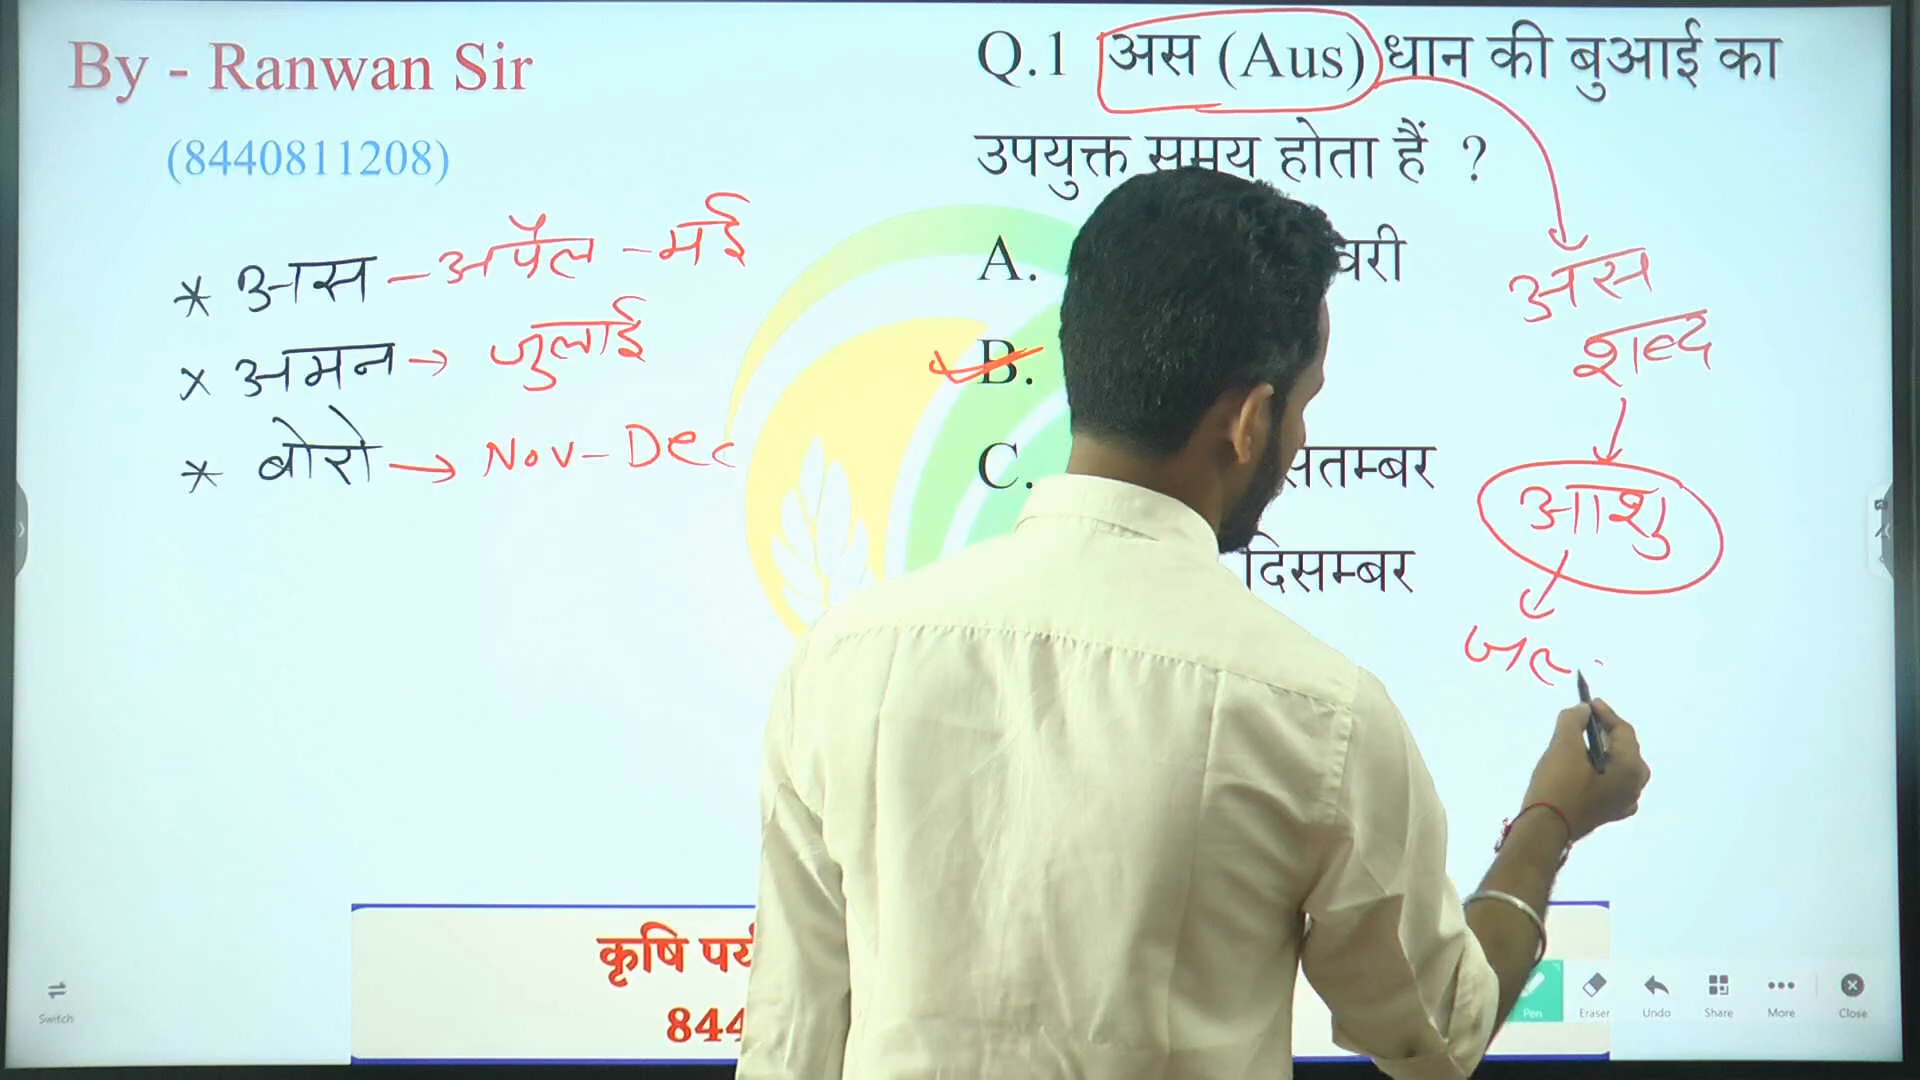 By - Ranwan Sir
(8440811208)
* अस - अप्रैल - मई
× अमन → जुलाई
* बोरो → Nov - Dec
Q.1 अस (Aus) धान की बुआई का
उपयुक्त समय होता हैं ?
A.
B.
C. सितम्बर
दिसम्बर
अस
शब्द
आशु
कृषि
844
Switch
Pen
Eraser
Undo
Share
More
Close